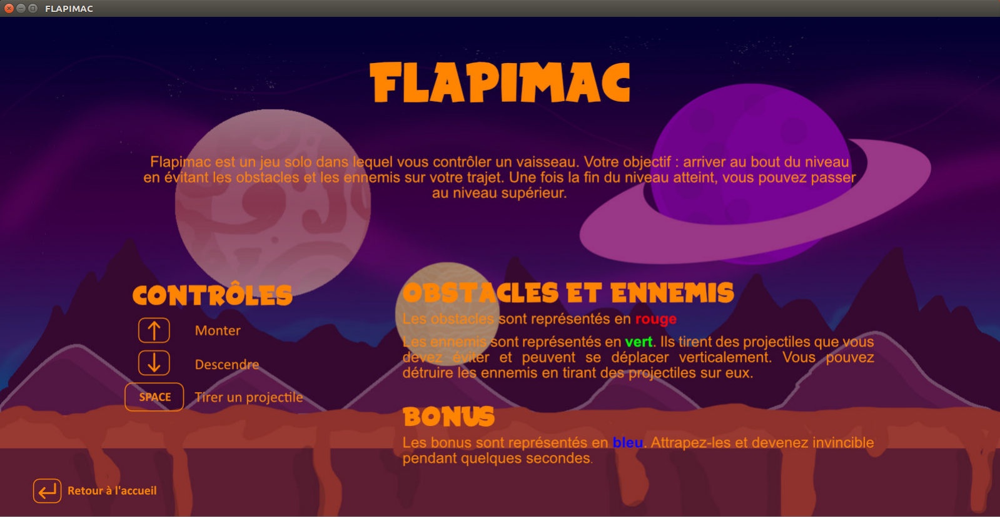 FLAPIMAC
FLAPIMAC
Flapimac est un jeu solo dans lequel vous contrôler un vaisseau. Votre objectif : arriver au bout du niveau
en évitant les obstacles et les ennemis sur votre trajet. Une fois la fin du niveau atteint, vous pouvez passer
au niveau supérieur.
CONTRÔLES
Monter
Descendre
SPACE Tirer un projectile
OBSTACLES ET ENNEMIS
Les obstacles sont représentés en rouge
Les ennemis sont représentés en vert. Ils tirent des projectiles que vous
devez éviter et peuvent se déplacer verticalement. Vous pouvez
détruire les ennemis en tirant des projectiles sur eux.
BONUS
Les bonus sont représentés en bleu. Attrapez-les et devenez invincible
pendant quelques secondes.
Retour à l'accueil